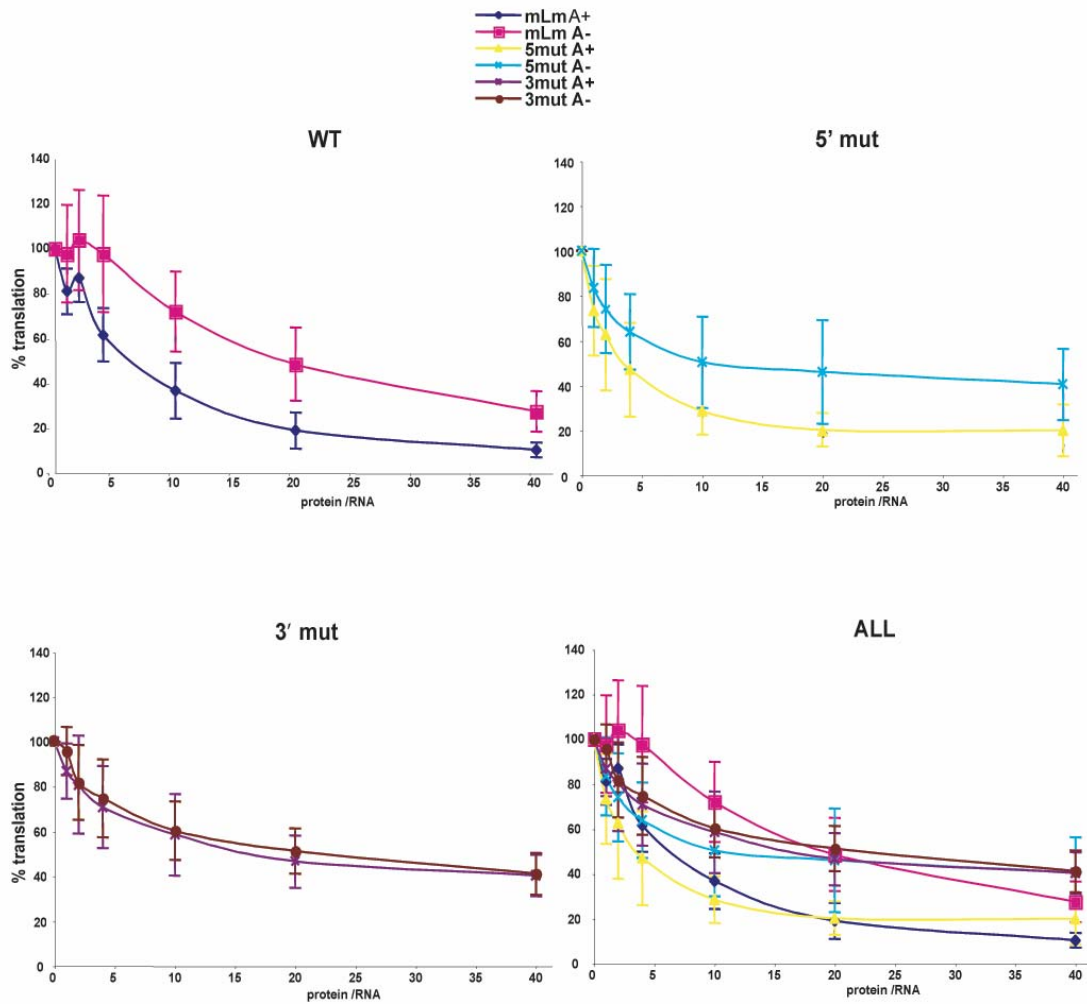 mLm A+
mLm A-
5mut A+
5mut A-
3mut A+
3mut A-
WT
140
120
100
80
60
40
20
0
% translation
0 5 10 15 20 25 30 35 40
protein /RNA
5' mut
140
120
100
80
60
40
20
0
0 5 10 15 20 25 30 35 40
protein /RNA
3' mut
140
120
100
80
60
40
20
0
% translation
0 5 10 15 20 25 30 35 40
protein /RNA
ALL
140
120
100
80
60
40
20
0
0 5 10 15 20 25 30 35 40
protein /RNA